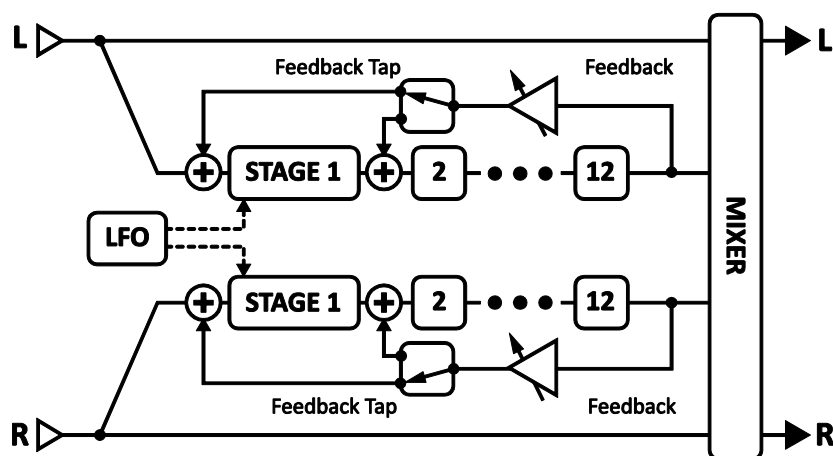 L
L
Feedback Tap
Feedback
STAGE 1
2
12
LFO
MIXER
STAGE 1
2
12
Feedback Tap
Feedback
R
R